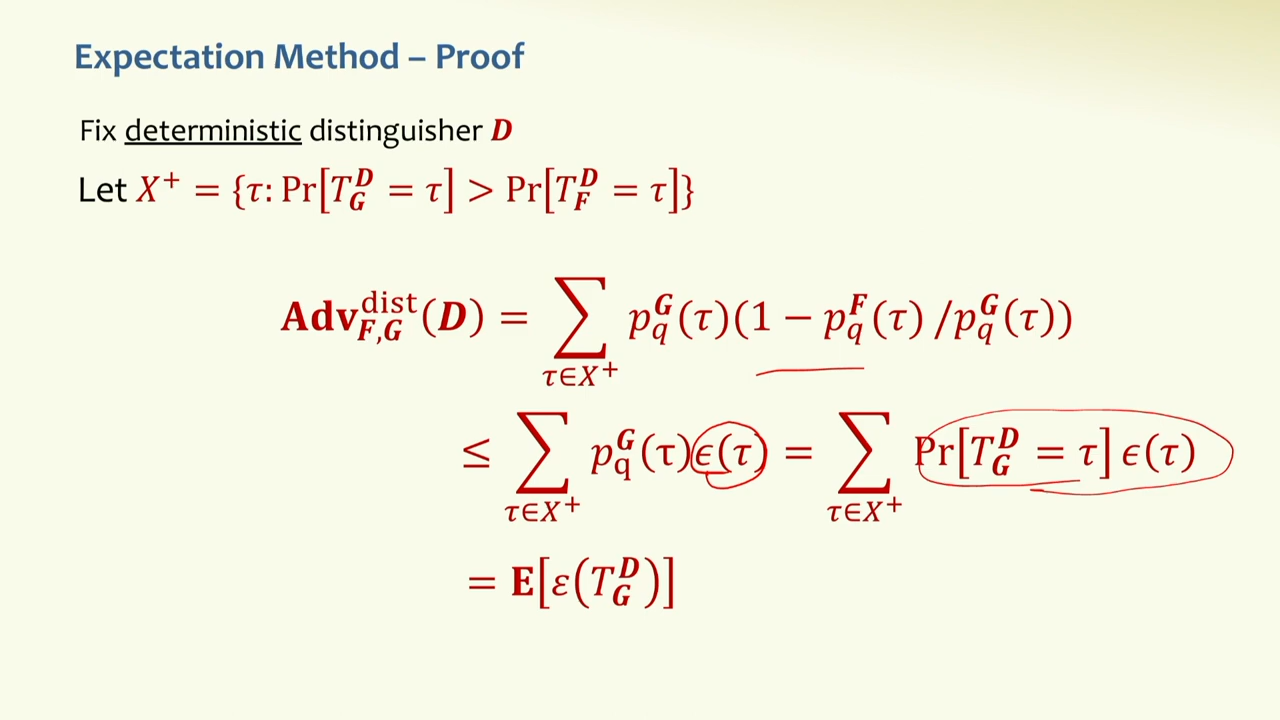 Expectation Method – Proof
Fix deterministic distinguisher D
Let X⁺ = {τ: Pr[T_G^D = τ] > Pr[T_F^D = τ]}
Adv_{F,G}^{dist}(D) = ∑_{τ∈X⁺} p_q^G(τ)(1 − p_q^F(τ) /p_q^G(τ))
≤ ∑_{τ∈X⁺} p_q^G(τ)ϵ(τ) = ∑_{τ∈X⁺} Pr[T_G^D = τ] ϵ(τ)
= E[ε(T_G^D)]